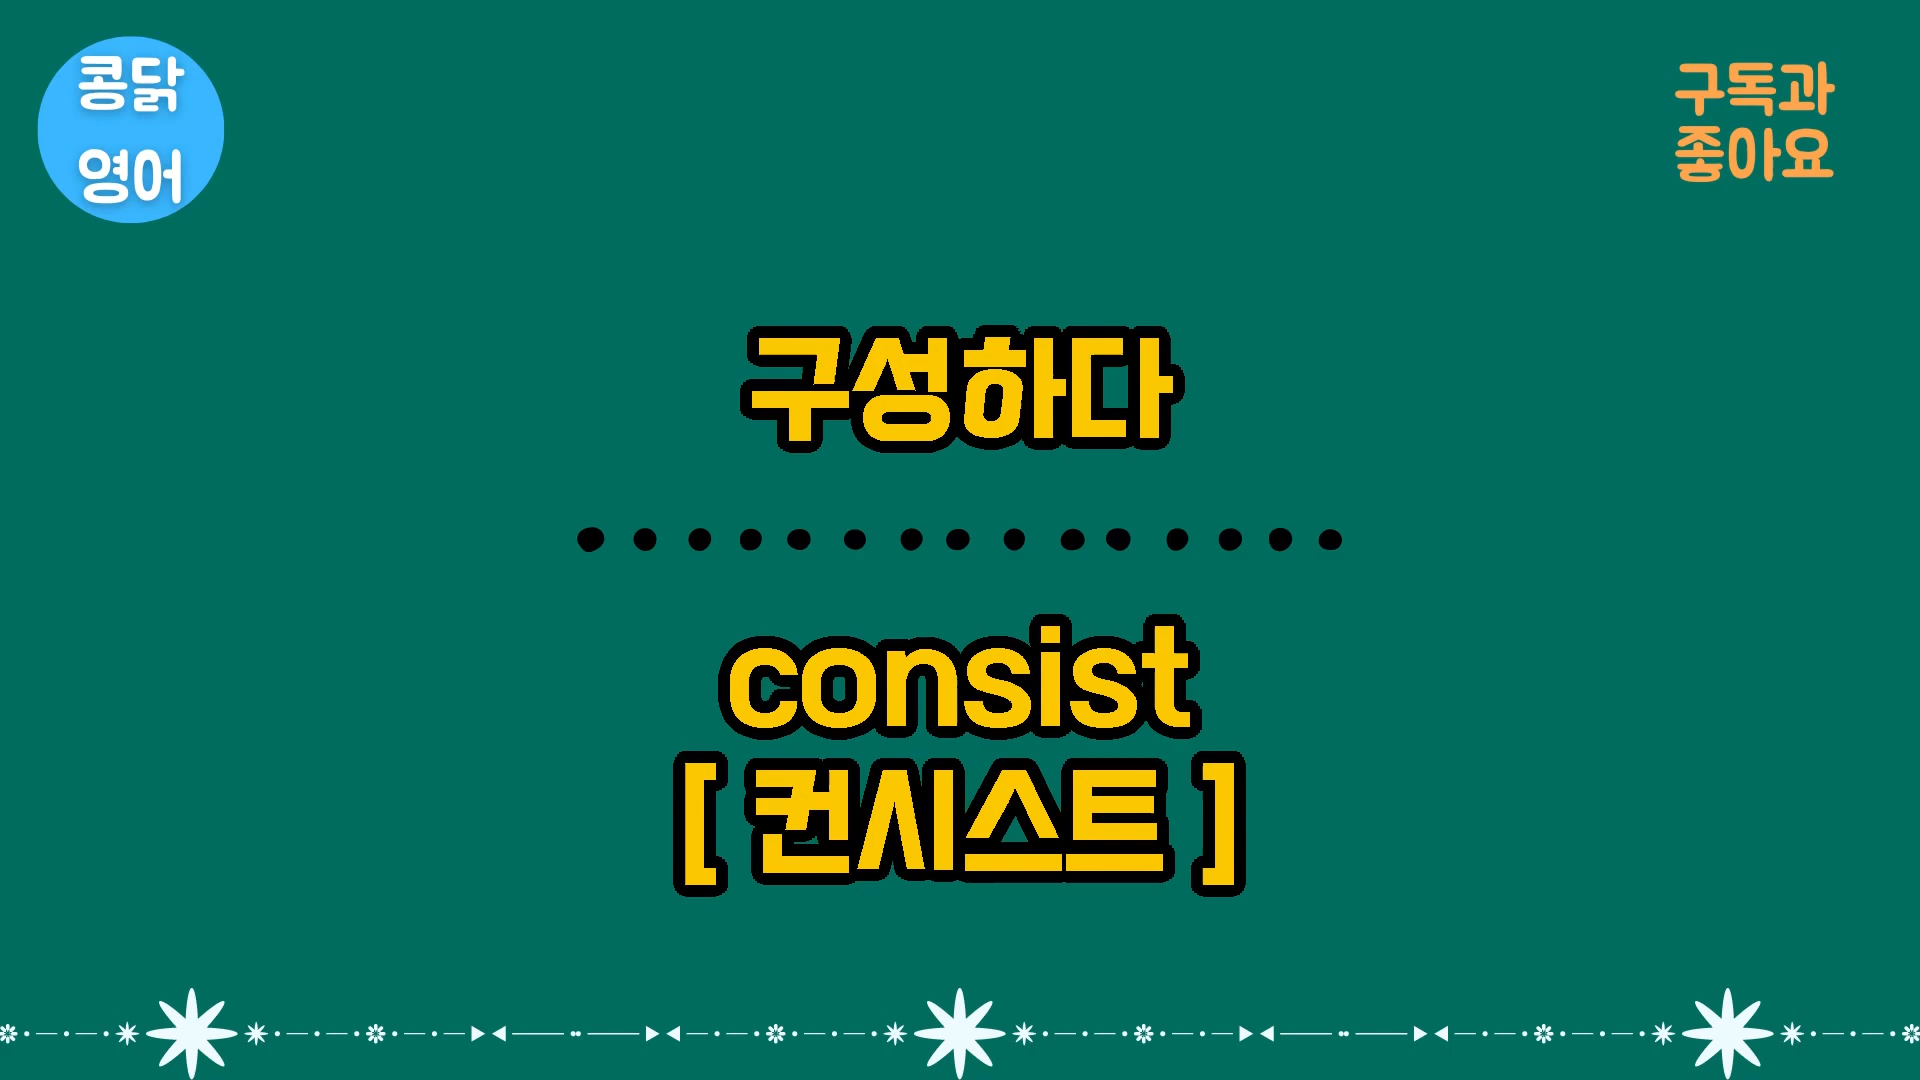 콩닭
영어
구독과
좋아요
구성하다
consist
[ 컨시스트 ]